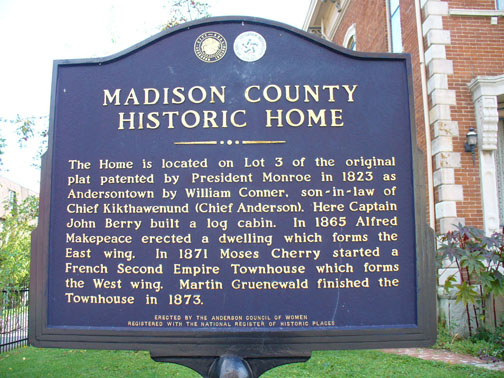 MADISON COUNTY
HISTORIC HOME
The Home is located on Lot 3 of the original
plat patented by President Monroe in 1823 as
Andersontown by William Conner, son-in-law of
Chief Kikthawenund (Chief Anderson). Here Captain
John Berry built a log cabin. In 1865 Alfred
Makepeace erected a dwelling which forms the
East wing. In 1871 Moses Cherry started a
French Second Empire Townhouse which forms
the West wing. Martin Gruenewald finished the
Townhouse in 1873.
ERECTED BY THE ANDERSON COUNCIL OF WOMEN
REGISTERED WITH THE NATIONAL REGISTER OF HISTORIC PLACES